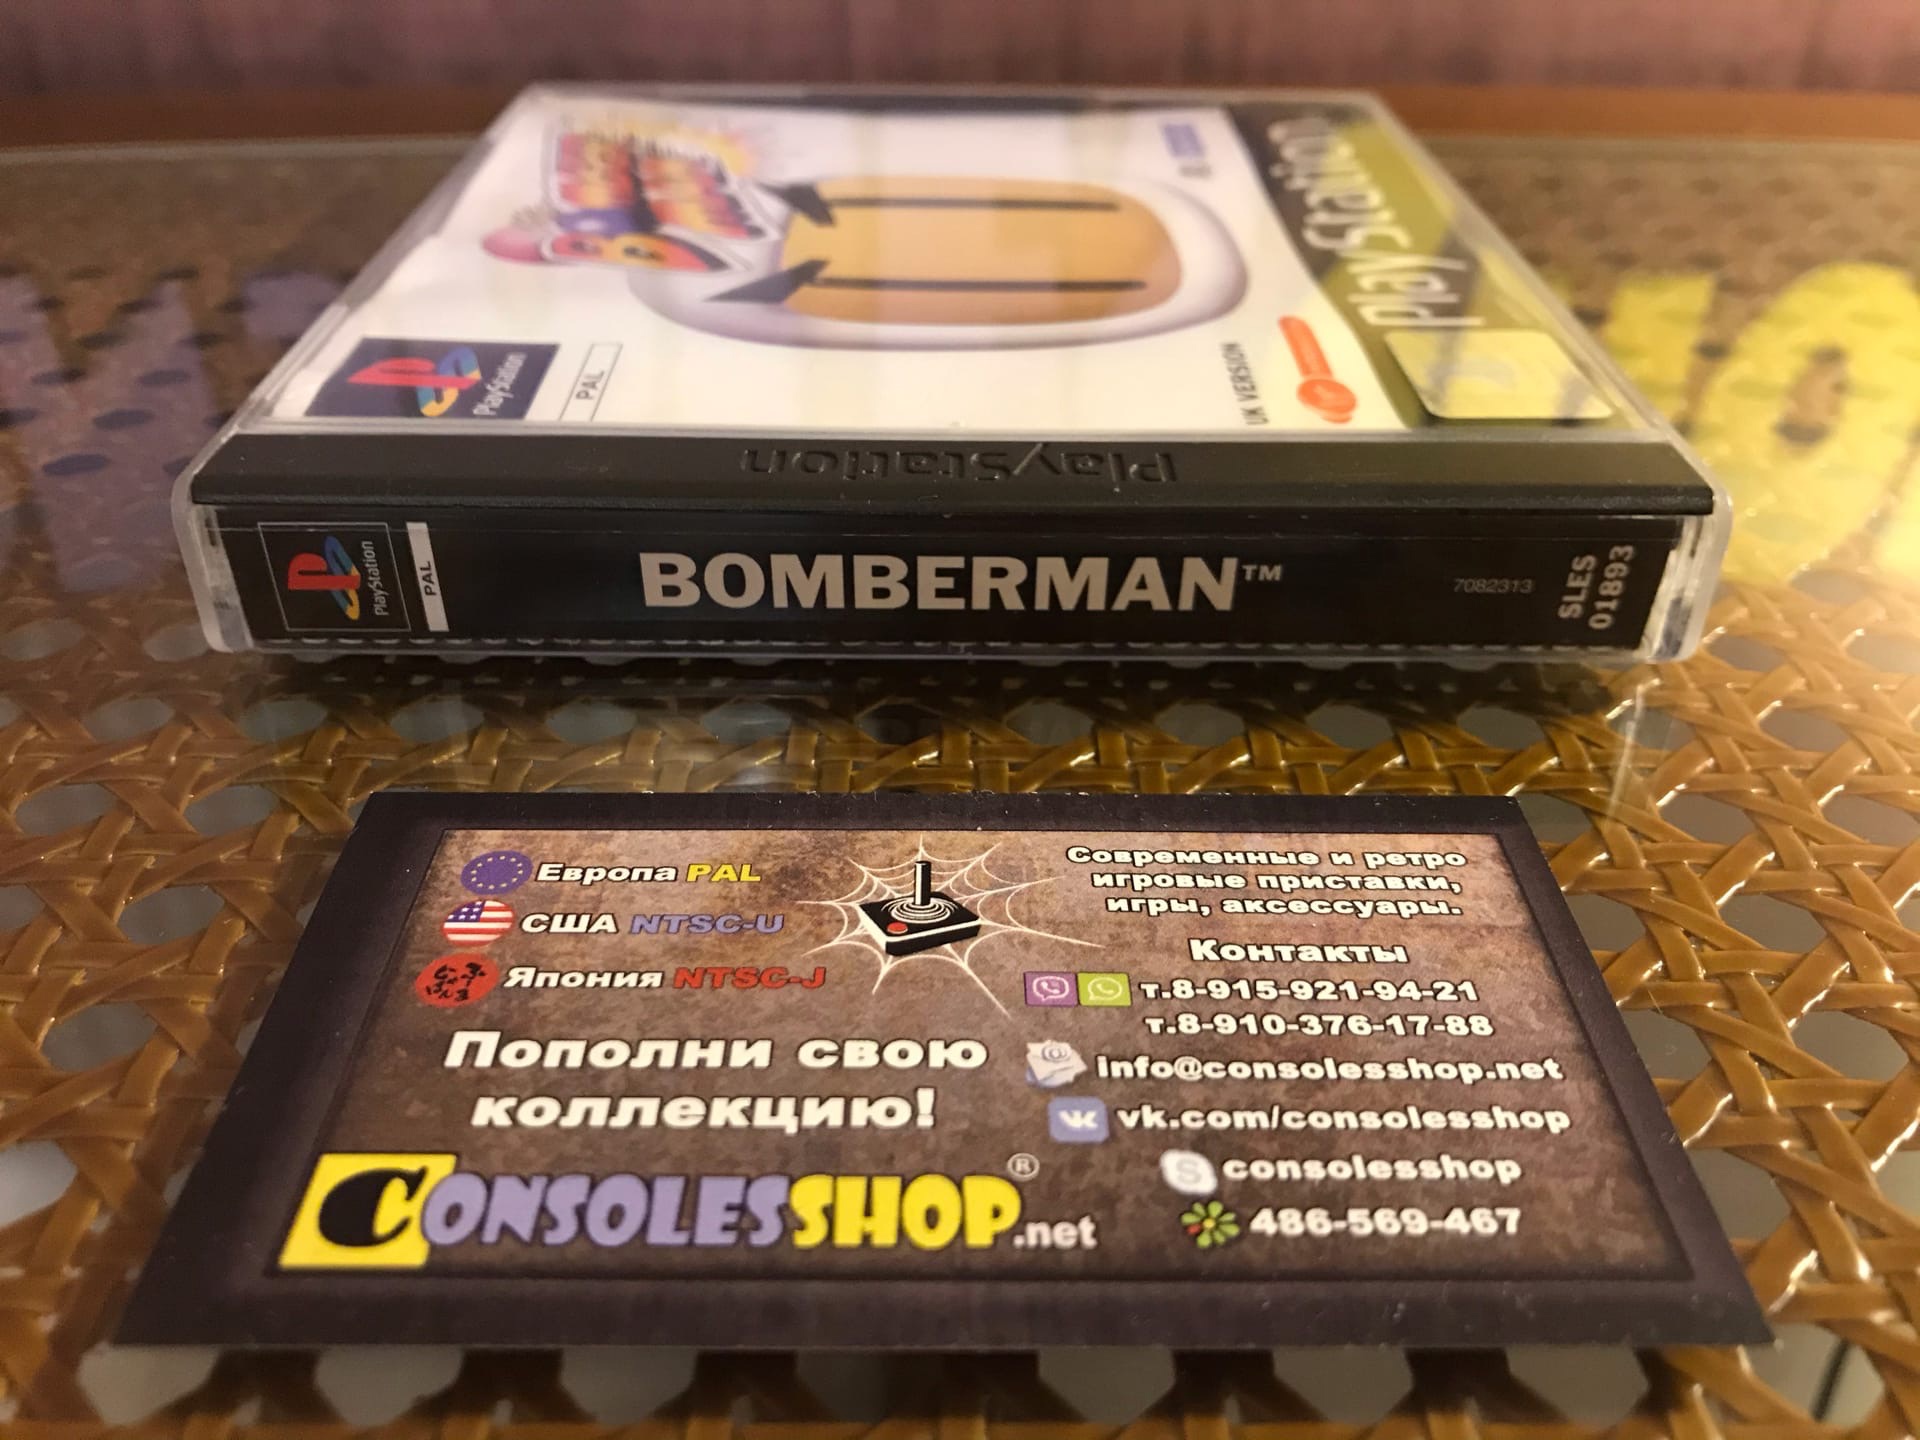 PlayStation
PlayStation
PAL
UK VERSION
PlayStation
PlayStation
PAL
BOMBERMAN™
7082313
SLES
01893
Европа PAL
США NTSC-U
Япония NTSC-J
Пополни свою
коллекцию!
CONSOLESSHOP.net®
Современные и ретро
игровые приставки,
игры, аксессуары.
Контакты
т.8-915-921-94-21
т.8-910-376-17-88
info@consolesshop.net
vk.com/consolesshop
consolesshop
486-569-467